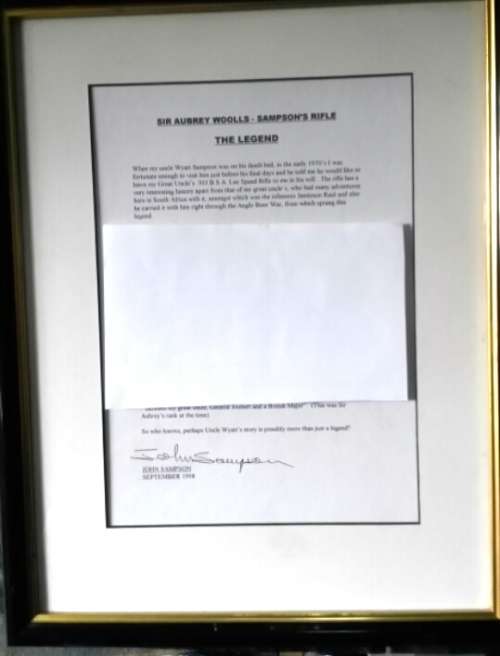 SIR AUBREY WOOLLS - SAMPSON'S RIFLE
THE LEGEND
When my uncle Wyatt Sampson was on his death bed, in the early 1970's I was
fortunate enough to visit him just before his final days and he told me he would like to
leave my Great Uncle's .303 B.S.A. Lee Speed Rifle to me in his will. The rifle has a
very interesting history apart from that of my great uncle's, who had many adventures
here in South Africa with it, amongst which was the infamous Jameson Raid and also
he carried it with him right through the Anglo Boer War, from which sprang this
legend.
between my great uncle, General Joubert and a British Major" (This was Sir
Aubrey's rank at the time)
So who knows, perhaps Uncle Wyatt's story is possibly more than just a legend!
John Sampson
JOHN SAMPSON
SEPTEMBER 1998